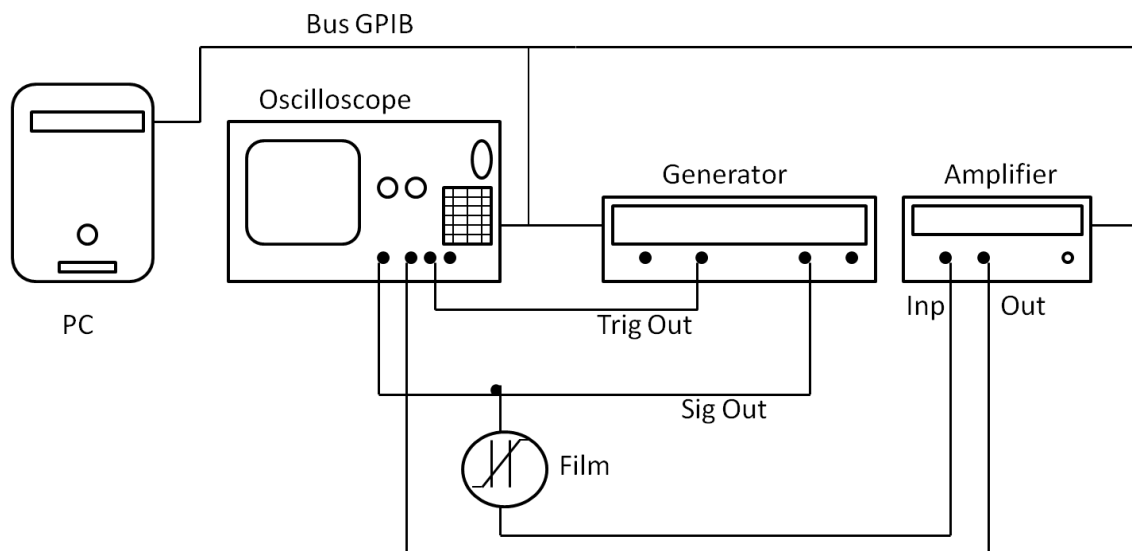 Bus GPIB
Oscilloscope
Generator
Amplifier
PC
Trig Out
Inp
Out
Sig Out
Film